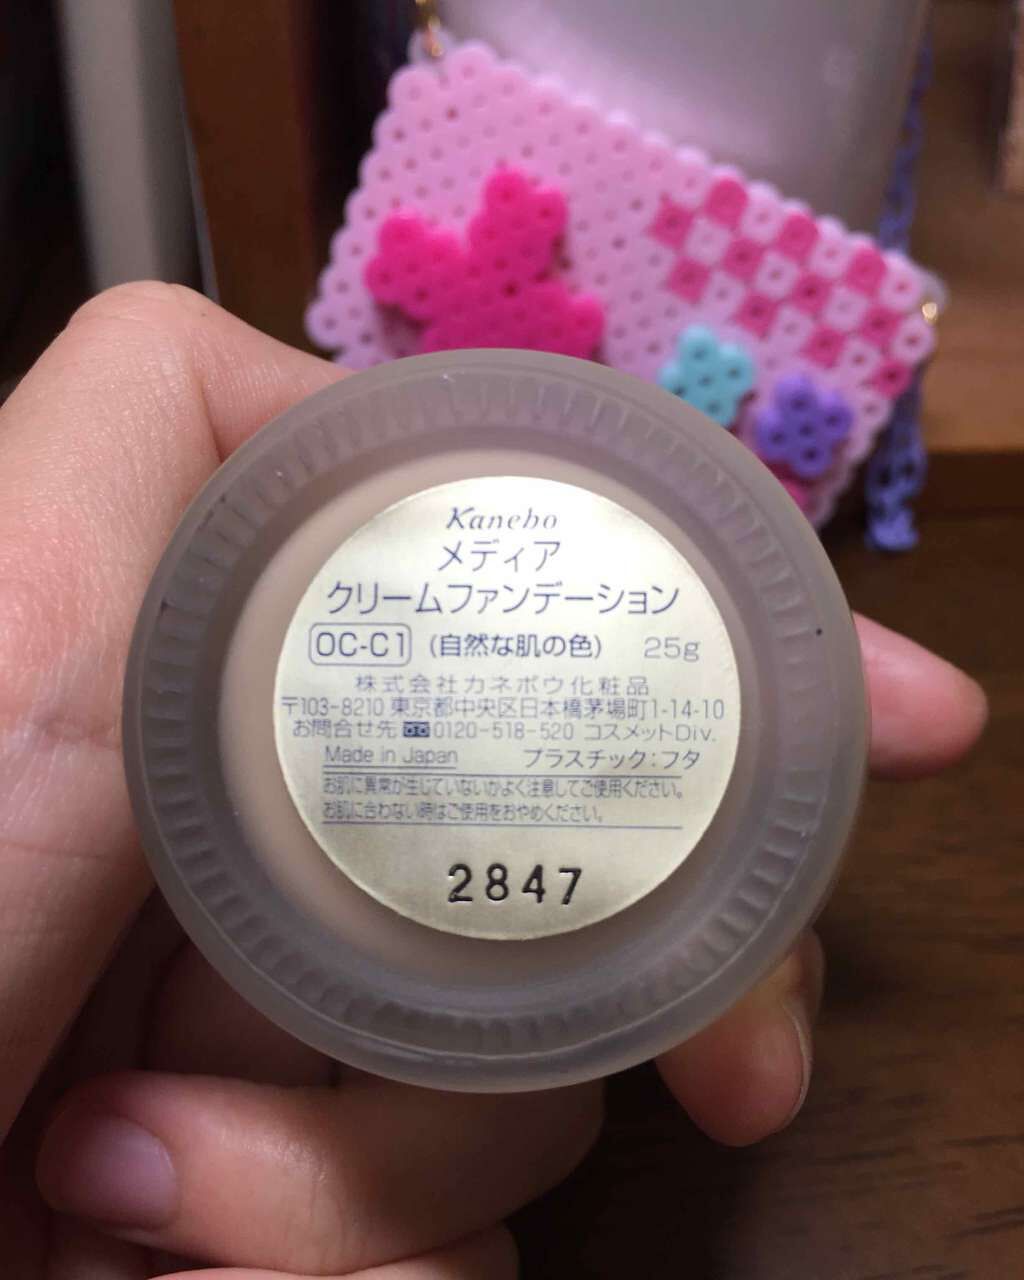 Kanebo
メディア
クリームファンデーション
OC-C1 (自然な肌の色) 25g
株式会社カネボウ化粧品
〒103-8210 東京都中央区日本橋茅場町1-14-10
お問合せ先 0120-518-520 コスメットDiv.
Made in Japan プラスチック:フタ
お肌に異常が生じていないかよく注意してご使用ください。
お肌に合わない時はご使用をおやめください。
2847